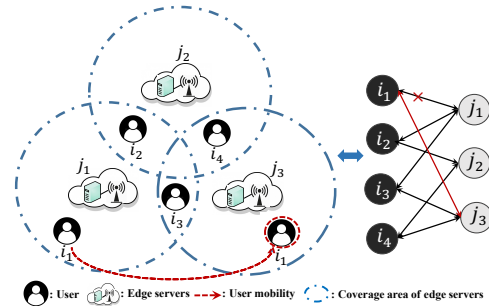 j2
i1
j1
i2
i4
i2
j2
j1
j3
i3
i3
j3
i1
i1
i4
: User
: Edge servers
: User mobility
: Coverage area of edge servers